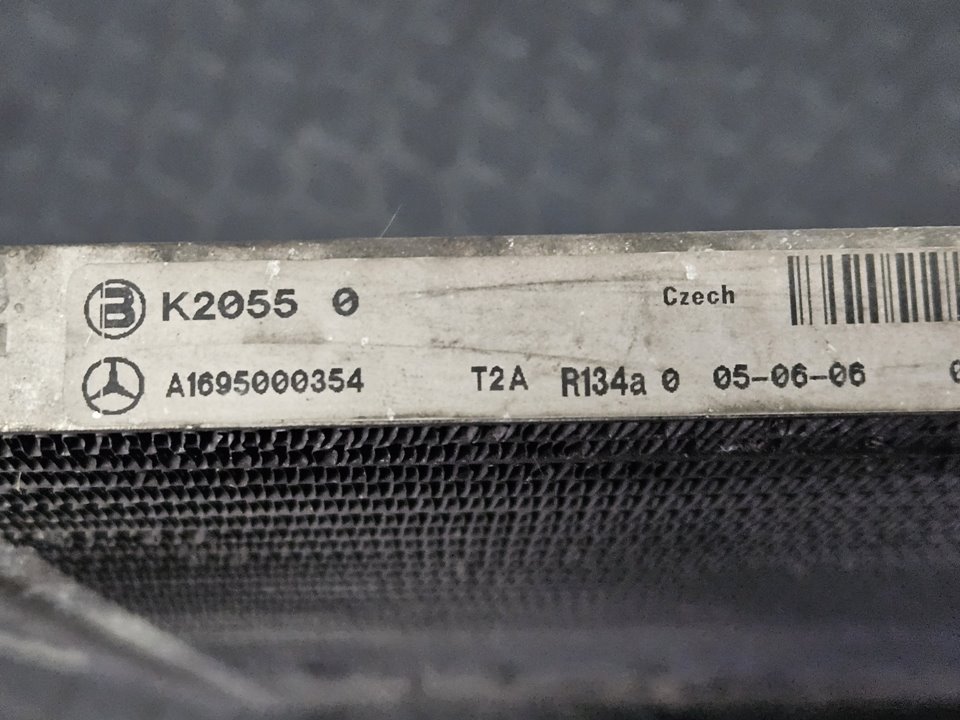 B K2055 0 Czech
A1695000354 T2A R134a 0 05-06-06